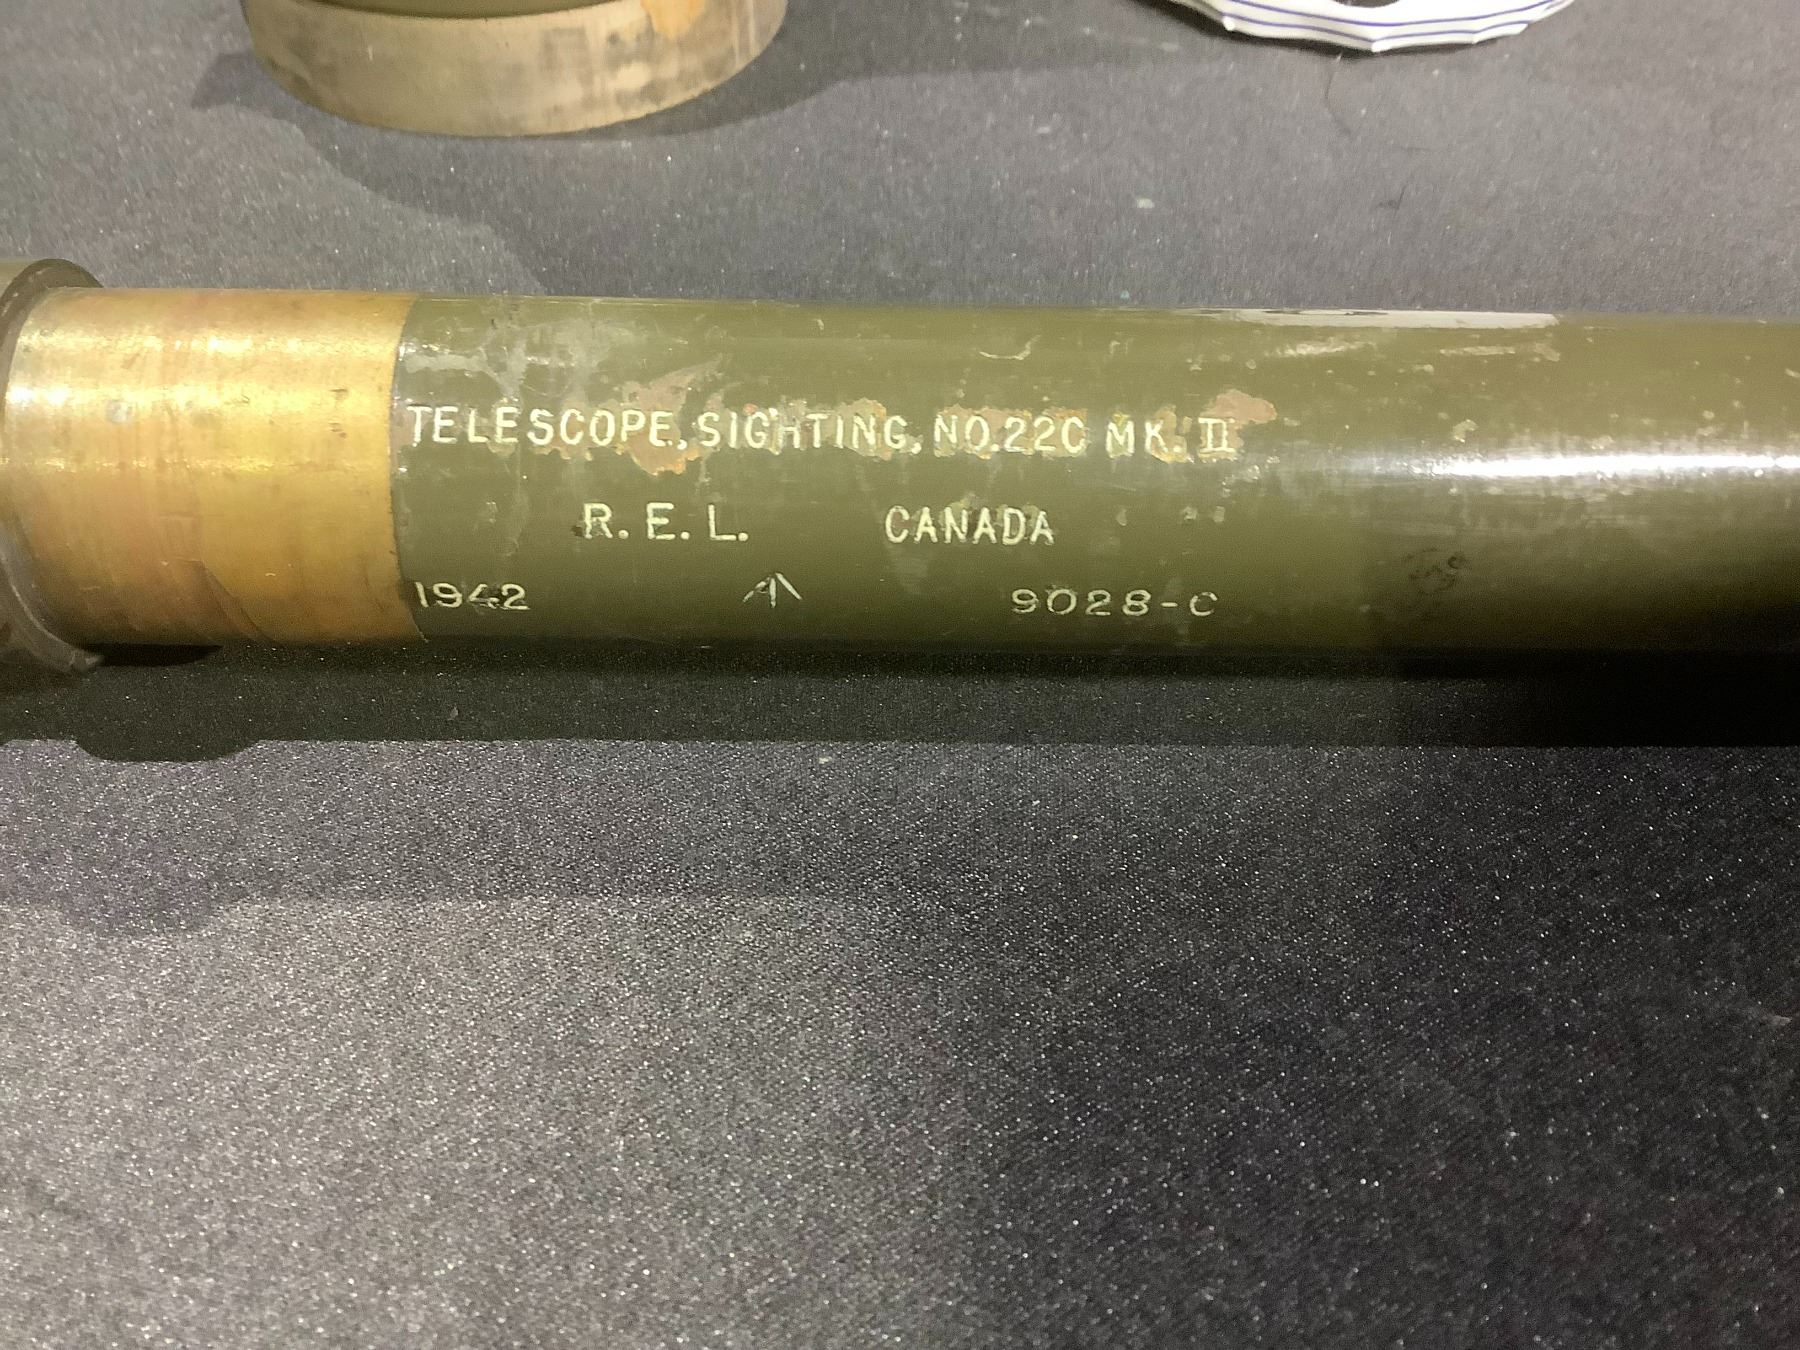 TELESCOPE, SIGHTING, NO.22C MK. II
R. E. L. CANADA
1942 9028-C